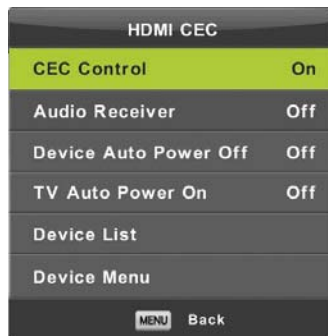 HDMI CEC
CEC Control On
Audio Receiver Off
Device Auto Power Off Off
TV Auto Power On Off
Device List
Device Menu
MENU Back